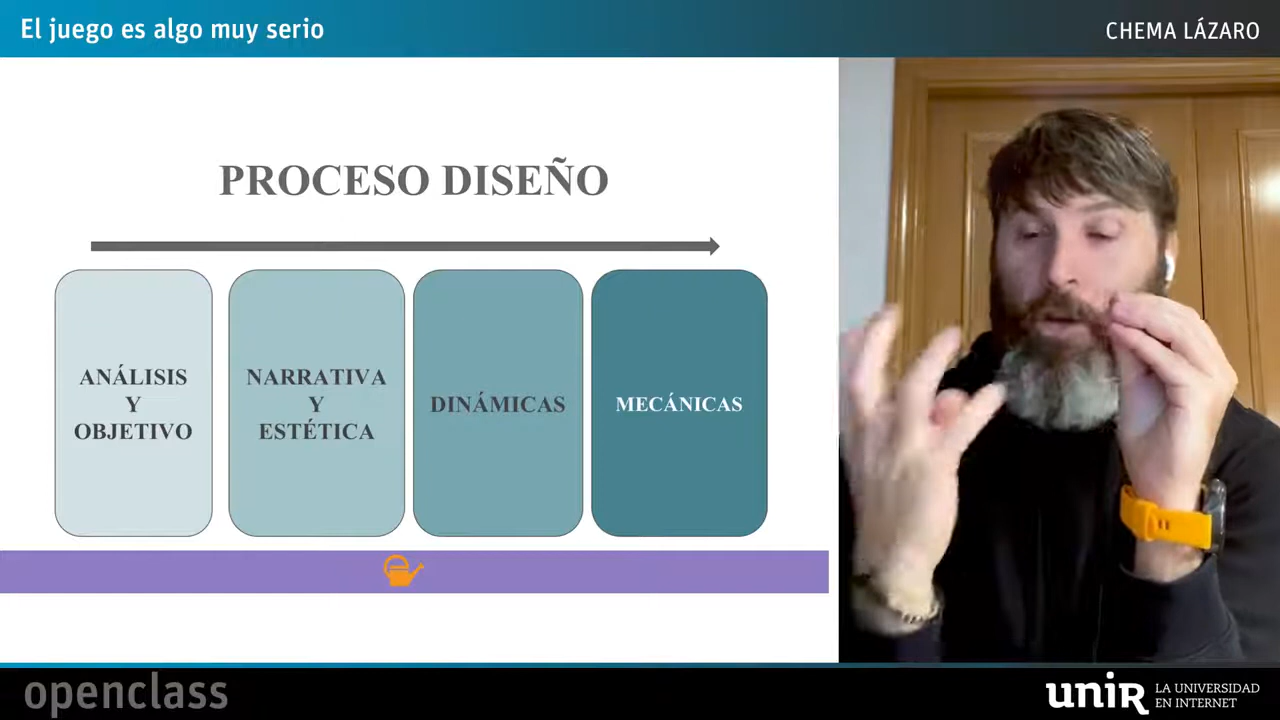 El juego es algo muy serio
CHEMA LÁZARO
PROCESO DISEÑO
ANÁLISIS
Y
OBJETIVO
NARRATIVA
Y
ESTÉTICA
DINÁMICAS
MECÁNICAS
openclass
unir
LA UNIVERSIDAD
EN INTERNET